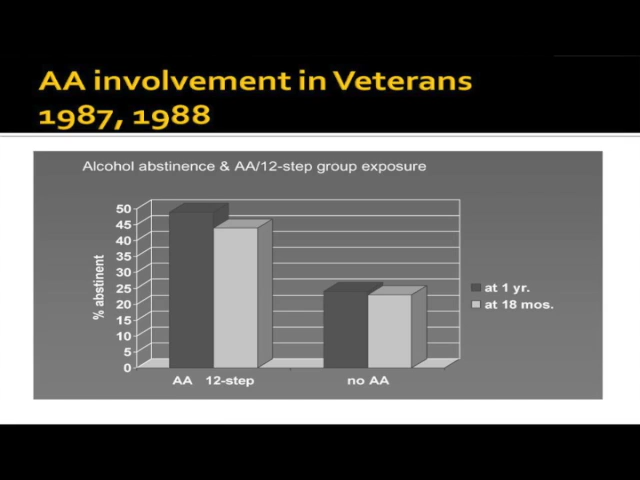 AA involvement in Veterans
1987, 1988
Alcohol abstinence & AA/12-step group exposure
% abstinent
50
45
40
35
30
25
20
15
10
5
0
AA 12-step
no AA
at 1 yr.
at 18 mos.